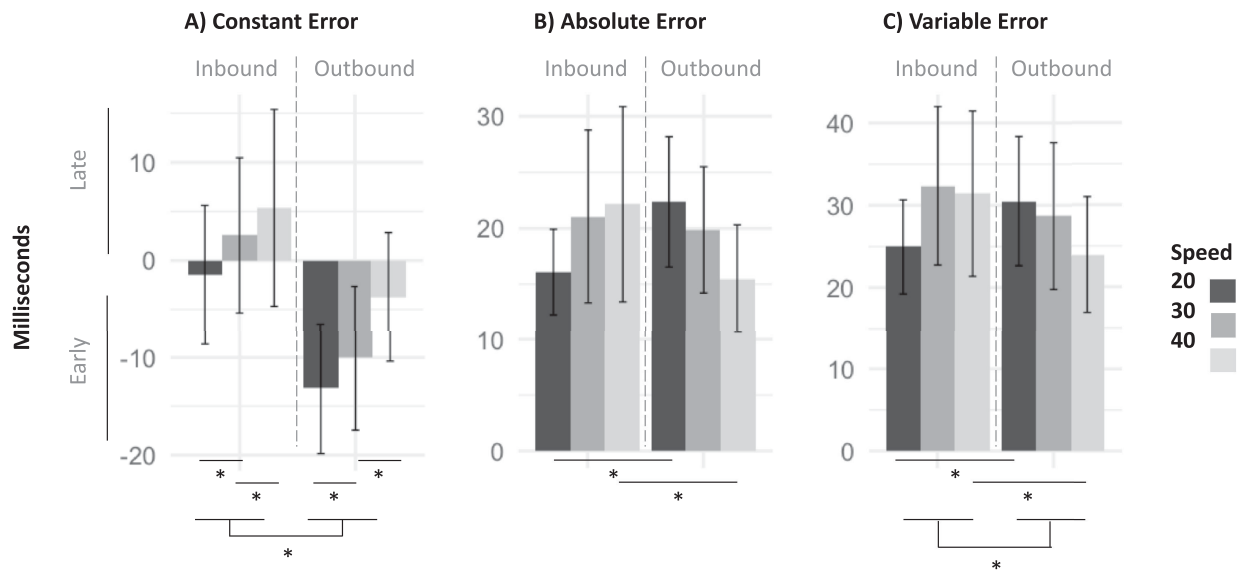 A) Constant Error
B) Absolute Error
C) Variable Error
Inbound
Outbound
Inbound
Outbound
Inbound
Outbound
Milliseconds
Late
Early
10
0
-10
-20
30
20
10
0
40
30
20
10
0
Speed
20
30
40
*
*
*
*
*
*
*
*
*
*